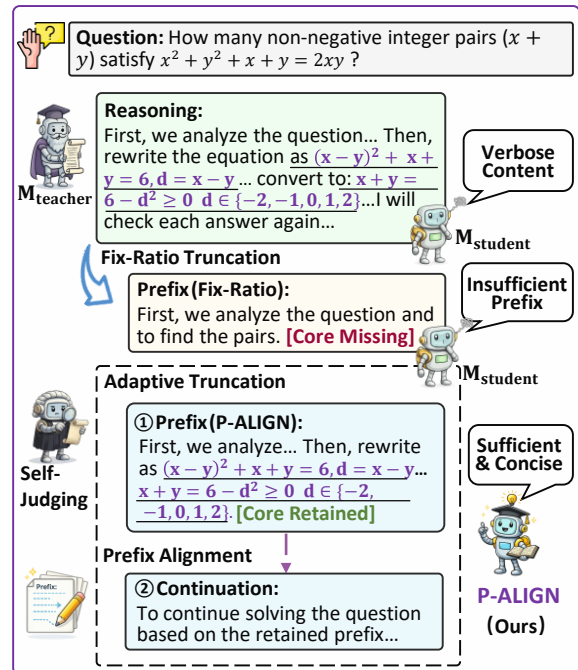 Question: How many non-negative integer pairs (x +
y) satisfy x² + y² + x + y = 2xy ?
Reasoning:
First, we analyze the question… Then,
rewrite the equation as (x − y)² + x +
y = 6, d = x − y … convert to: x + y =
6 − d² ≥ 0 d ∈ {−2, −1, 0, 1, 2}…I will
check each answer again…
M_teacher
Verbose
Content
M_student
Fix-Ratio Truncation
Prefix(Fix-Ratio):
First, we analyze the question and
to find the pairs. [Core Missing]
Insufficient
Prefix
M_student
Adaptive Truncation
①Prefix(P-ALIGN):
First, we analyze… Then, rewrite
as (x − y)² + x + y = 6, d = x − y…
x + y = 6 − d² ≥ 0 d ∈ {−2,
−1, 0, 1, 2}. [Core Retained]
Self-
Judging
Sufficient
& Concise
Prefix Alignment
②Continuation:
To continue solving the question
based on the retained prefix…
Prefix:
P-ALIGN
(Ours)